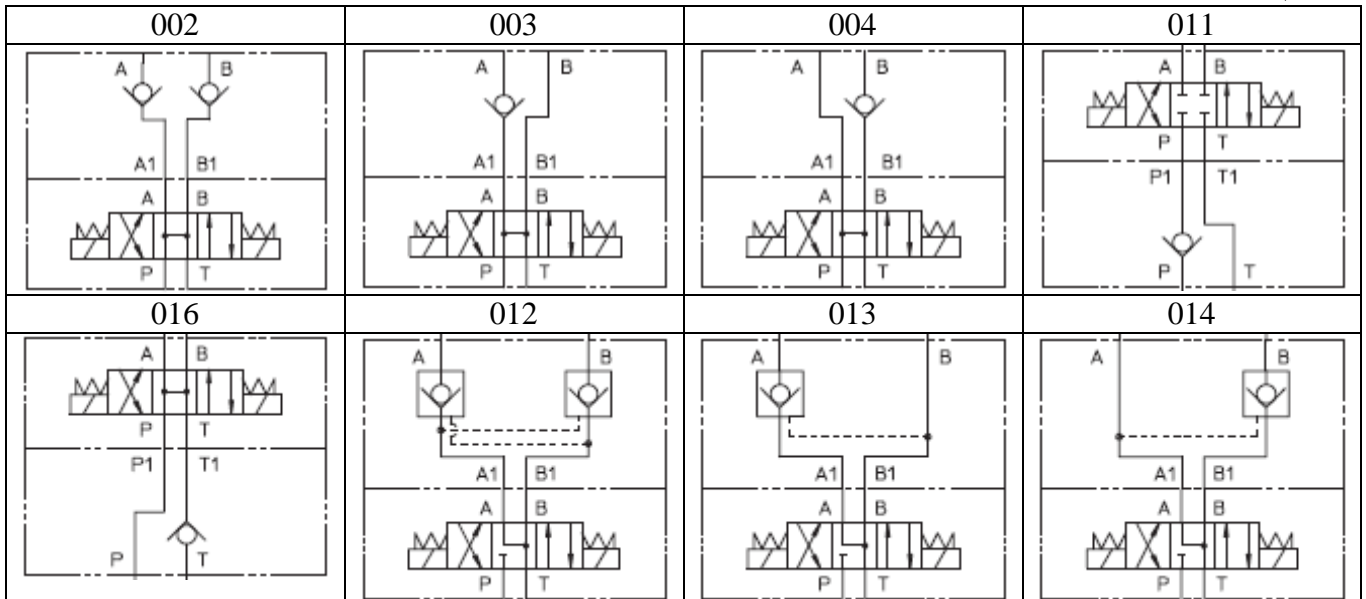 002 003 004 011
A B A B A B A B
A1 B1 A1 B1 A1 B1 P T
A B A B A B P1 T1
P T P T P T P T
016 012 013 014
A B A B A B A B
P T A1 B1 A1 B1 A1 B1
P1 T1 A B A B A B
P T P T P T P T